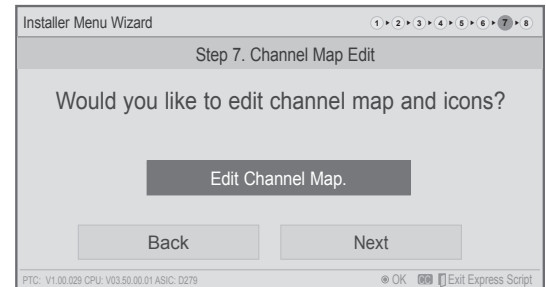 Installer Menu Wizard
1 ▸ 2 ▸ 3 ▸ 4 ▸ 5 ▸ 6 ▸ 7 ▸ 8
Step 7. Channel Map Edit
Would you like to edit channel map and icons?
Edit Channel Map.
Back Next
PTC: V1.00.029 CPU: V03.50.00.01 ASIC: D279 OK CC Exit Express Script